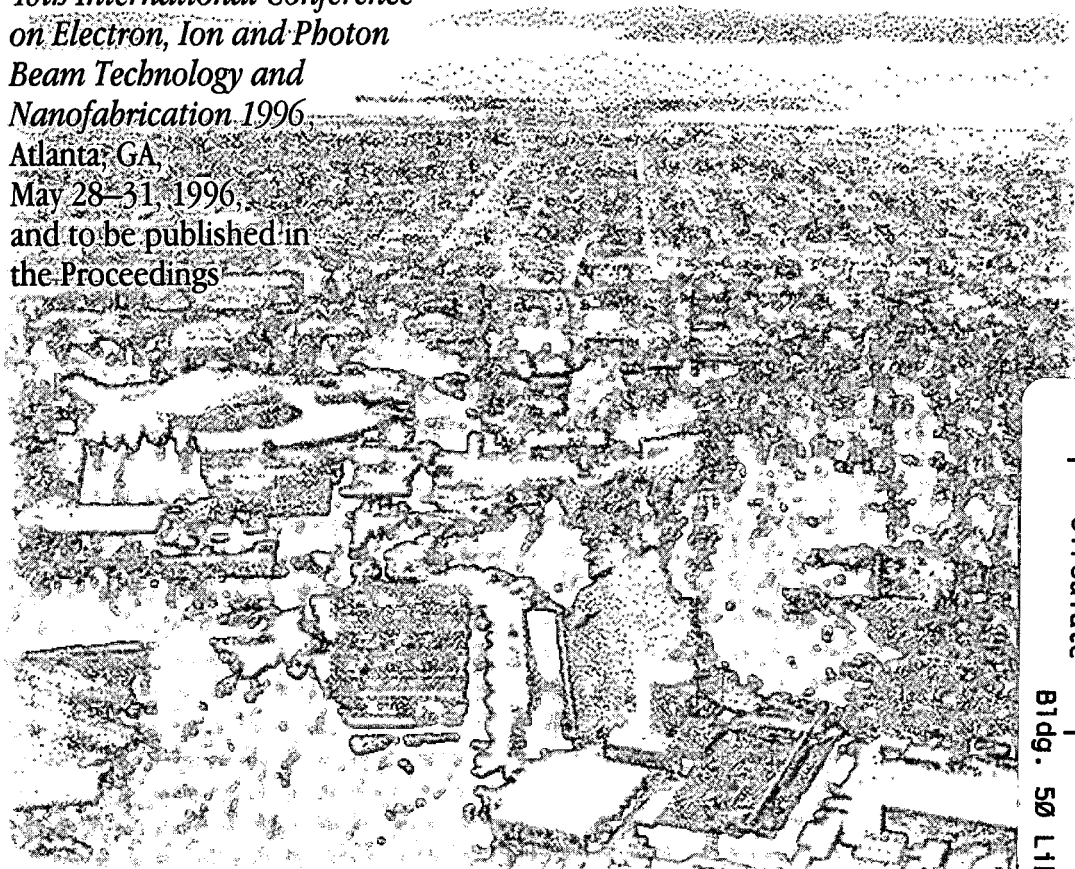 on Electron, Ion and Photon
Beam Technology and
Nanofabrication 1996,
Atlanta, GA,
May 28–31, 1996,
and to be published in
the Proceedings
Bldg. 50